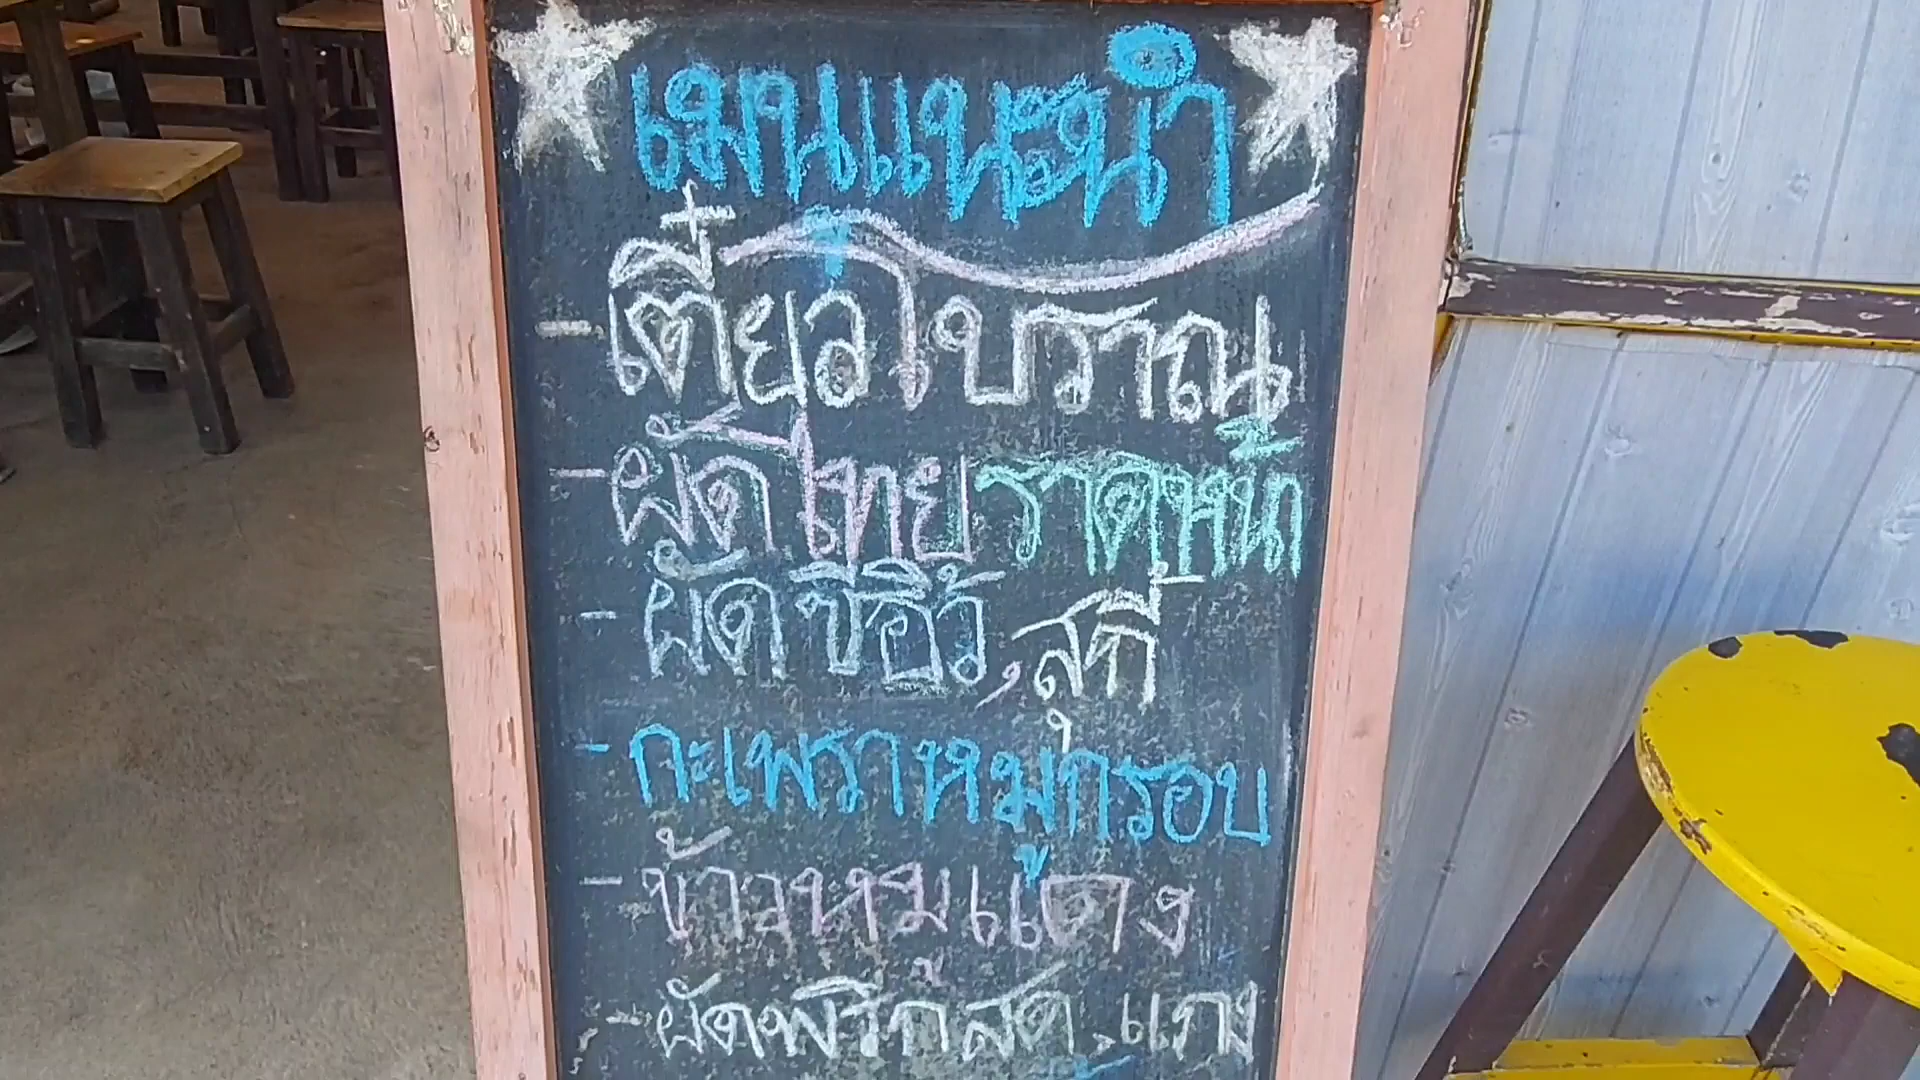 เมนูแนะนำ
- เตี๋ยวโบราณ
- ผัดไทย ราดหน้า
- ผัดซีอิ๊ว , สุกี้
- กะเพราหมูกรอบ
- ข้าวหมูแดง
- ผัดพริกสด , แกง